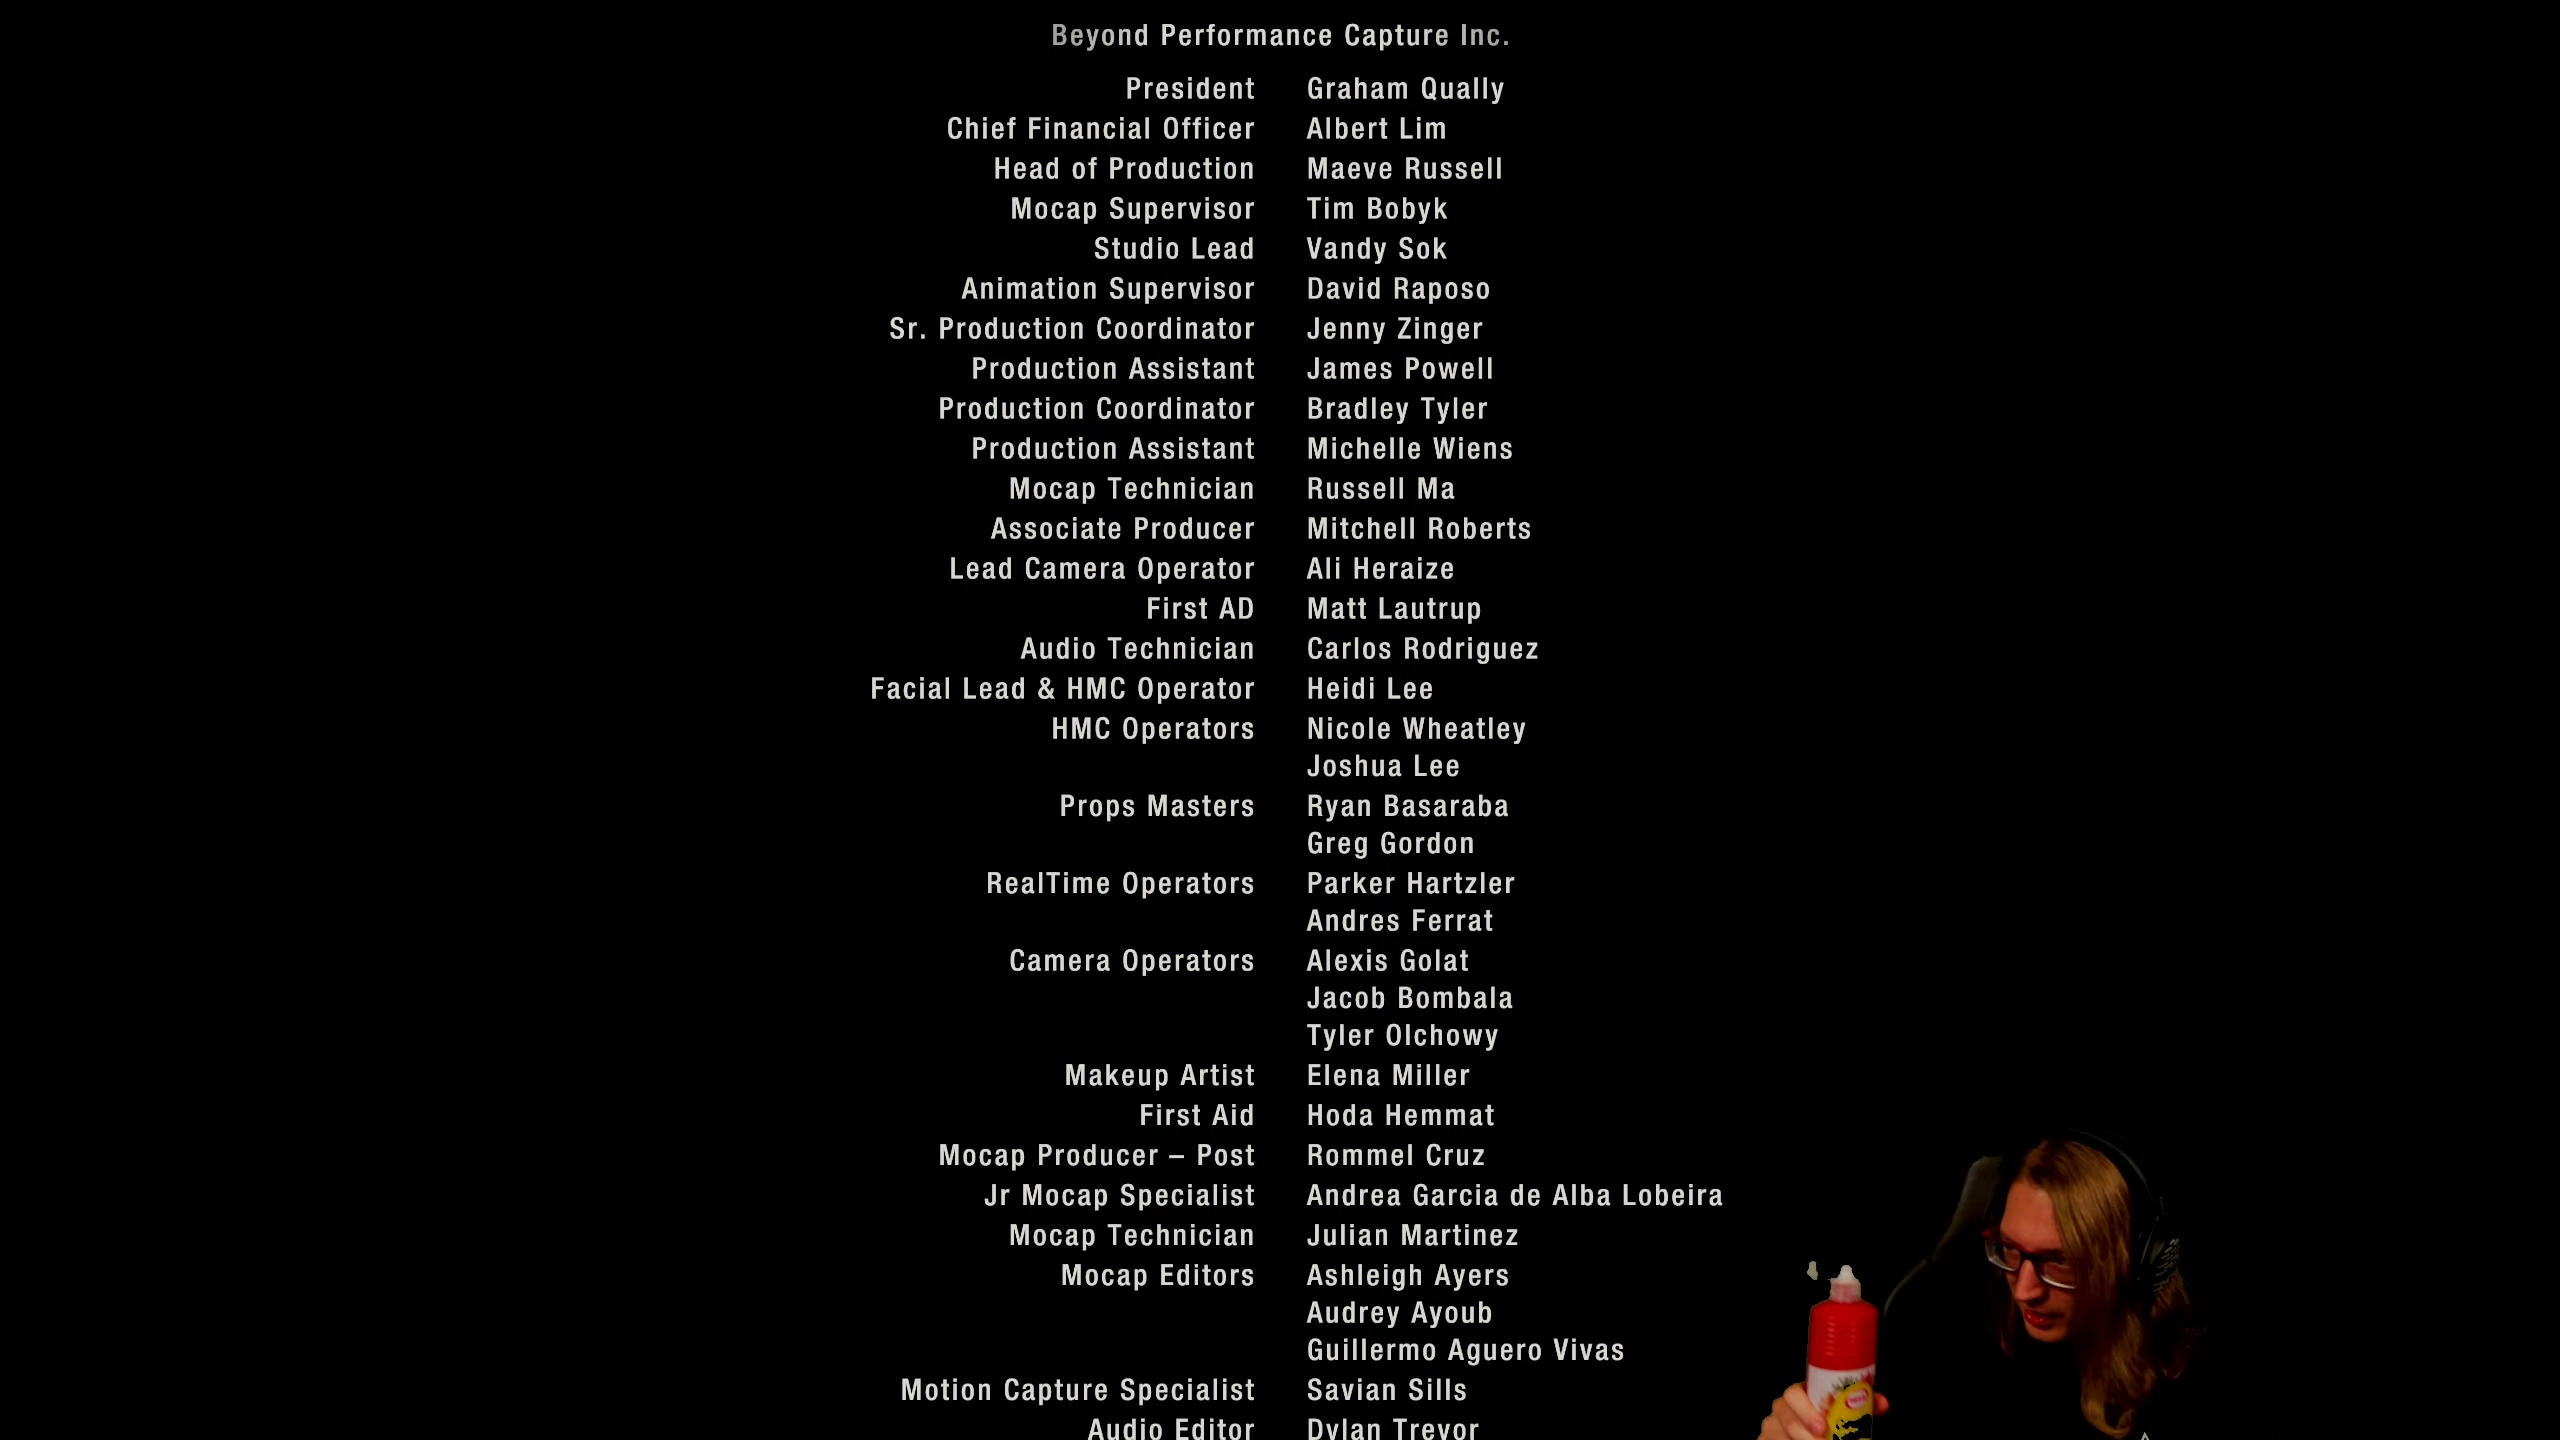 Beyond Performance Capture Inc.
President Graham Qually
Chief Financial Officer Albert Lim
Head of Production Maeve Russell
Mocap Supervisor Tim Bobyk
Studio Lead Vandy Sok
Animation Supervisor David Raposo
Sr. Production Coordinator Jenny Zinger
Production Assistant James Powell
Production Coordinator Bradley Tyler
Production Assistant Michelle Wiens
Mocap Technician Russell Ma
Associate Producer Mitchell Roberts
Lead Camera Operator Ali Heraize
First AD Matt Lautrup
Audio Technician Carlos Rodriguez
Facial Lead & HMC Operator Heidi Lee
HMC Operators Nicole Wheatley
Joshua Lee
Props Masters Ryan Basaraba
Greg Gordon
RealTime Operators Parker Hartzler
Andres Ferrat
Camera Operators Alexis Golat
Jacob Bombala
Tyler Olchowy
Makeup Artist Elena Miller
First Aid Hoda Hemmat
Mocap Producer – Post Rommel Cruz
Jr Mocap Specialist Andrea Garcia de Alba Lobeira
Mocap Technician Julian Martinez
Mocap Editors Ashleigh Ayers
Audrey Ayoub
Guillermo Aguero Vivas
Motion Capture Specialist Savian Sills
Audio Editor Dylan Trevor